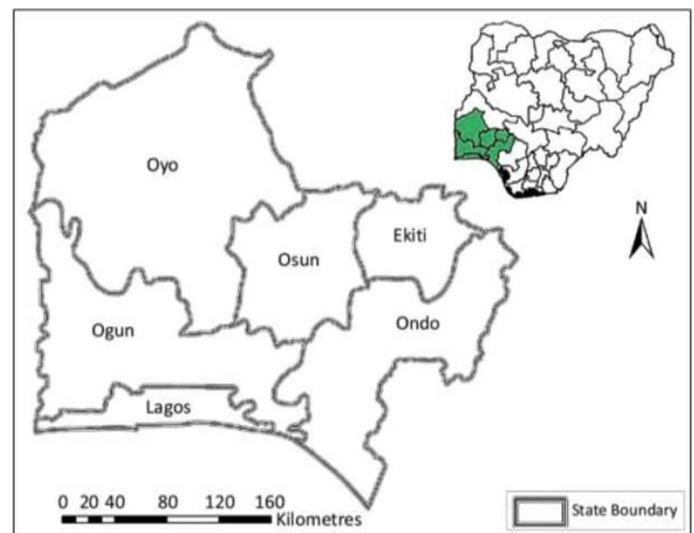 N
Oyo
Ekiti
Osun
Ogun
Ondo
Lagos
0 20 40 80 120 160
Kilometres
State Boundary